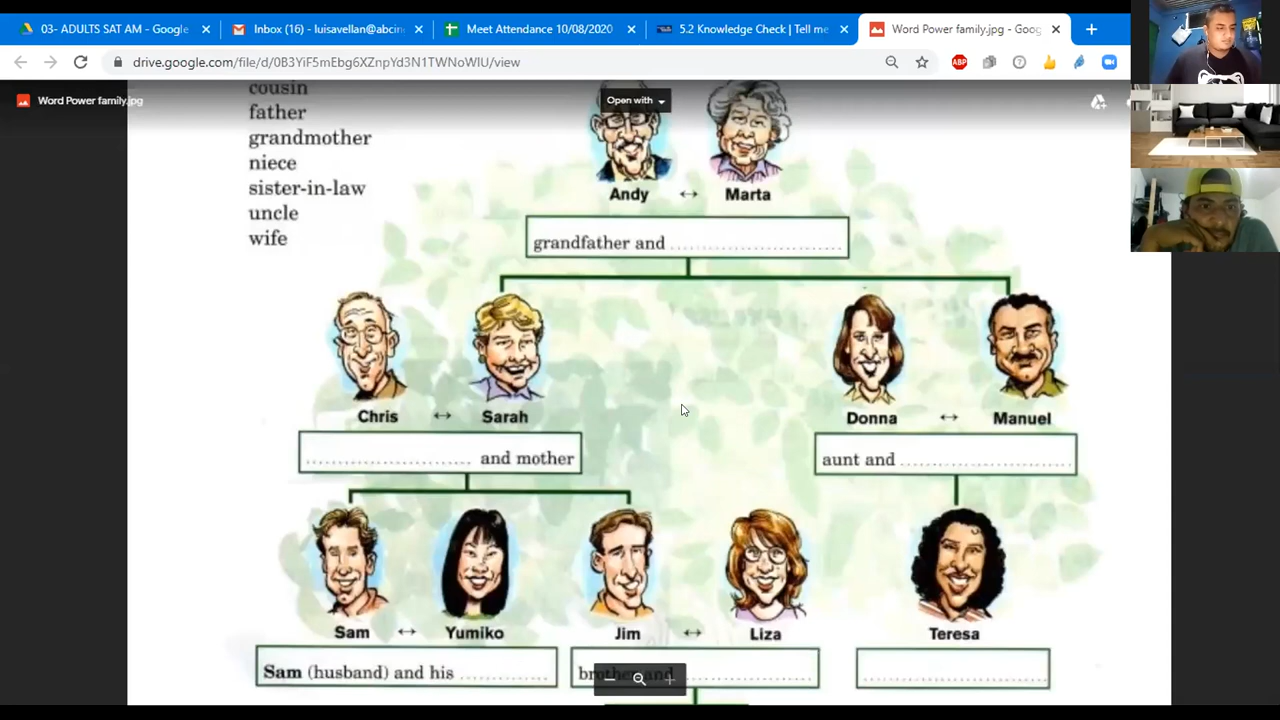 03- ADULTS SAT AM - Google
Inbox (16) - luisavellan@abcin
Meet Attendance 10/08/2020
5.2 Knowledge Check | Tell me
Word Power family.jpg - Goog
drive.google.com/file/d/0B3YiF5mEbg6XZnpYd3N1TWNoWlU/view
ABP
Word Power family.jpg
Open with
cousin
father
grandmother
niece
sister-in-law
uncle
wife
Andy ↔ Marta
grandfather and ........................................
Chris ↔ Sarah
........................................ and mother
Donna ↔ Manuel
aunt and ........................................
Sam ↔ Yumiko
Jim ↔ Liza
Teresa
Sam (husband) and his ......................
brother and ..............................
........................................